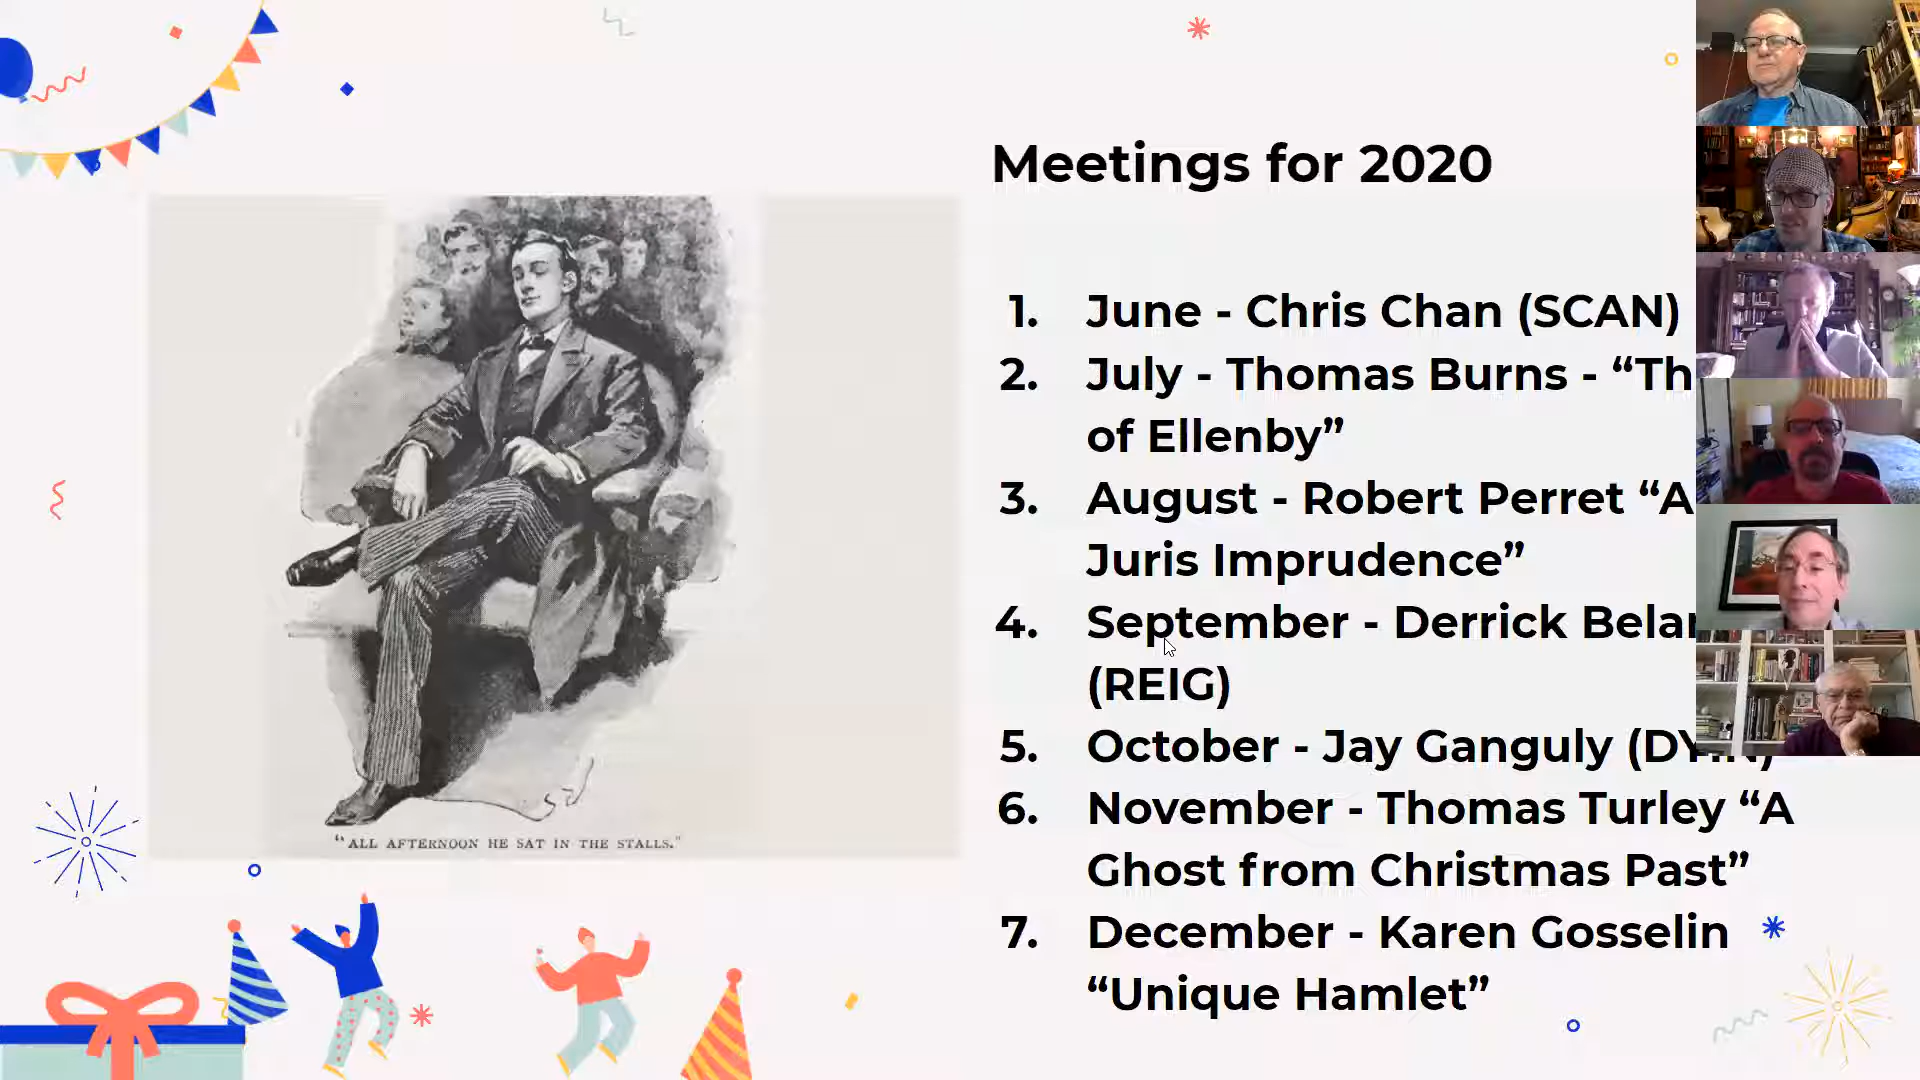 Meetings for 2020
1. June - Chris Chan (SCAN)
2. July - Thomas Burns - “
of Ellenby”
3. August - Robert Perret “A
Juris Imprudence”
4. September - Derrick
(REIG)
5. October - Jay Ganguly
6. November - Thomas Turley “A
Ghost from Christmas Past”
7. December - Karen Gosselin
“Unique Hamlet”
“ALL AFTERNOON HE SAT IN THE STALLS.”